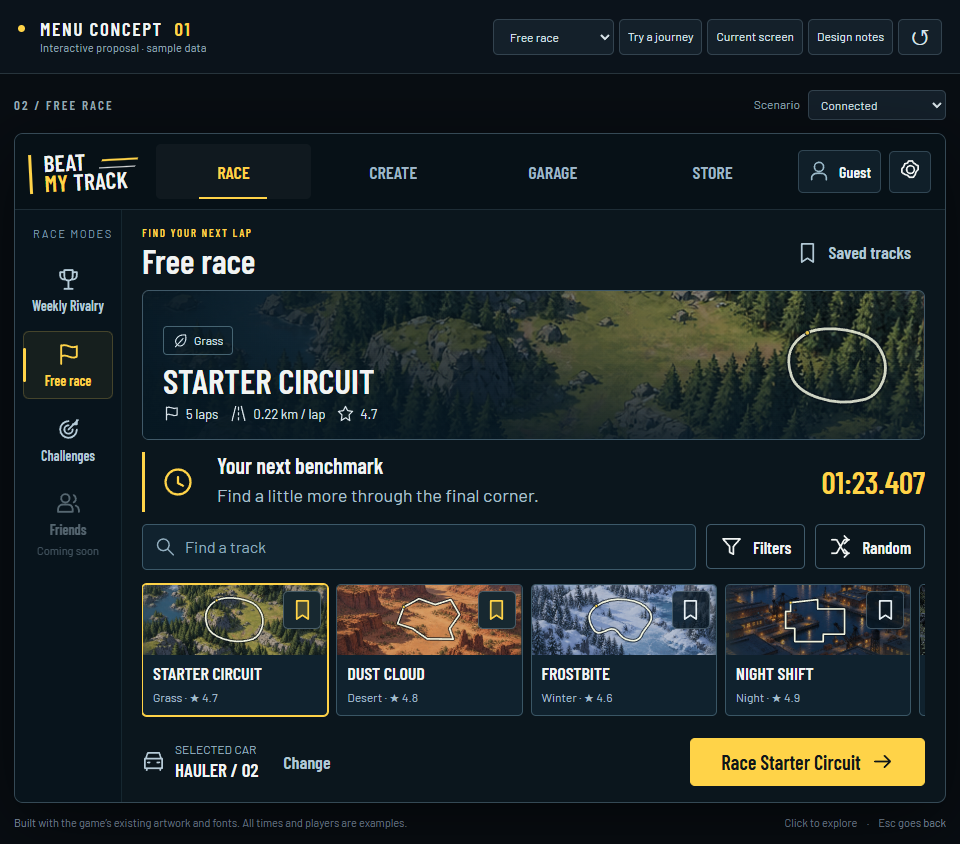 MENU CONCEPT 01
Interactive proposal · sample data
Free race
Try a journey
Current screen
Design notes
02 / FREE RACE
Scenario
Connected
BEAT
MY TRACK
RACE
CREATE
GARAGE
STORE
Guest
RACE MODES
Weekly Rivalry
Free race
Challenges
Friends
Coming soon
FIND YOUR NEXT LAP
Free race
Saved tracks
Grass
STARTER CIRCUIT
5 laps
0.22 km / lap
4.7
Your next benchmark
Find a little more through the final corner.
01:23.407
Find a track
Filters
Random
STARTER CIRCUIT
Grass · ★ 4.7
DUST CLOUD
Desert · ★ 4.8
FROSTBITE
Winter · ★ 4.6
NIGHT SHIFT
Night · ★ 4.9
SELECTED CAR
HAULER / 02
Change
Race Starter Circuit →
Built with the game's existing artwork and fonts. All times and players are examples.
Click to explore · Esc goes back